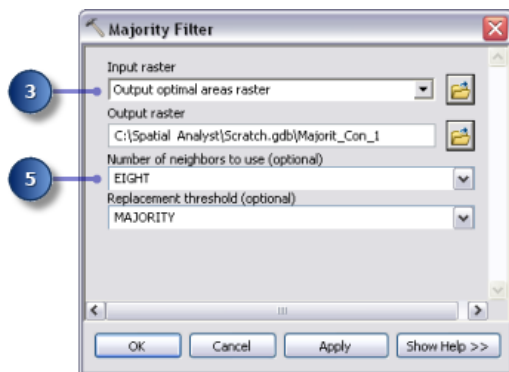 Majority Filter
Input raster
3
Output optimal areas raster
Output raster
C:\Spatial Analyst\Scratch.gdb\Majorit_Con_1
Number of neighbors to use (optional)
5
EIGHT
Replacement threshold (optional)
MAJORITY
OK Cancel Apply Show Help >>